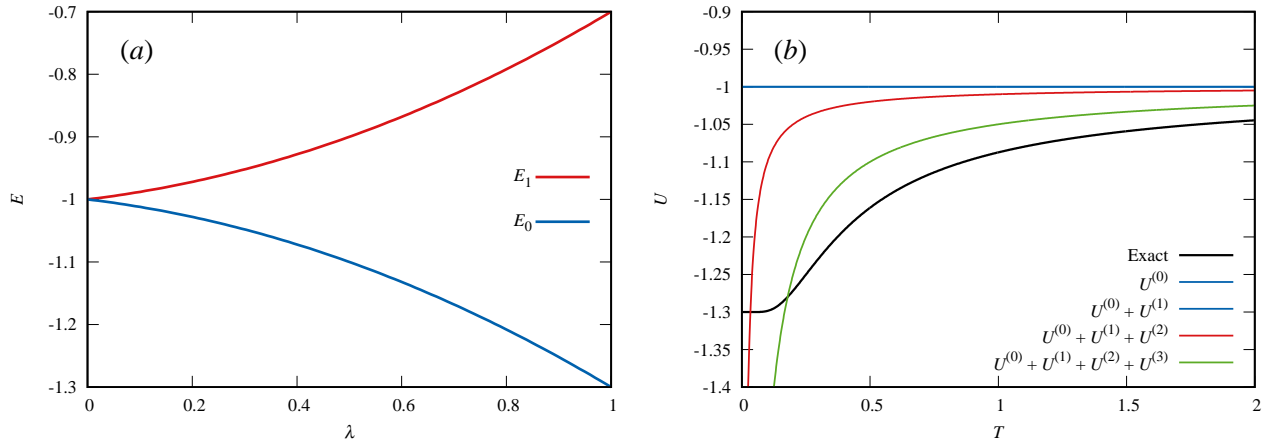 (a)
-0.7
-0.8
-0.9
-1
-1.1
-1.2
-1.3
E
E₁
E₀
0 0.2 0.4 0.6 0.8 1
λ
(b)
-0.9
-0.95
-1
-1.05
-1.1
-1.15
-1.2
-1.25
-1.3
-1.35
-1.4
U
Exact
U⁽⁰⁾
U⁽⁰⁾ + U⁽¹⁾
U⁽⁰⁾ + U⁽¹⁾ + U⁽²⁾
U⁽⁰⁾ + U⁽¹⁾ + U⁽²⁾ + U⁽³⁾
0 0.5 1 1.5 2
T